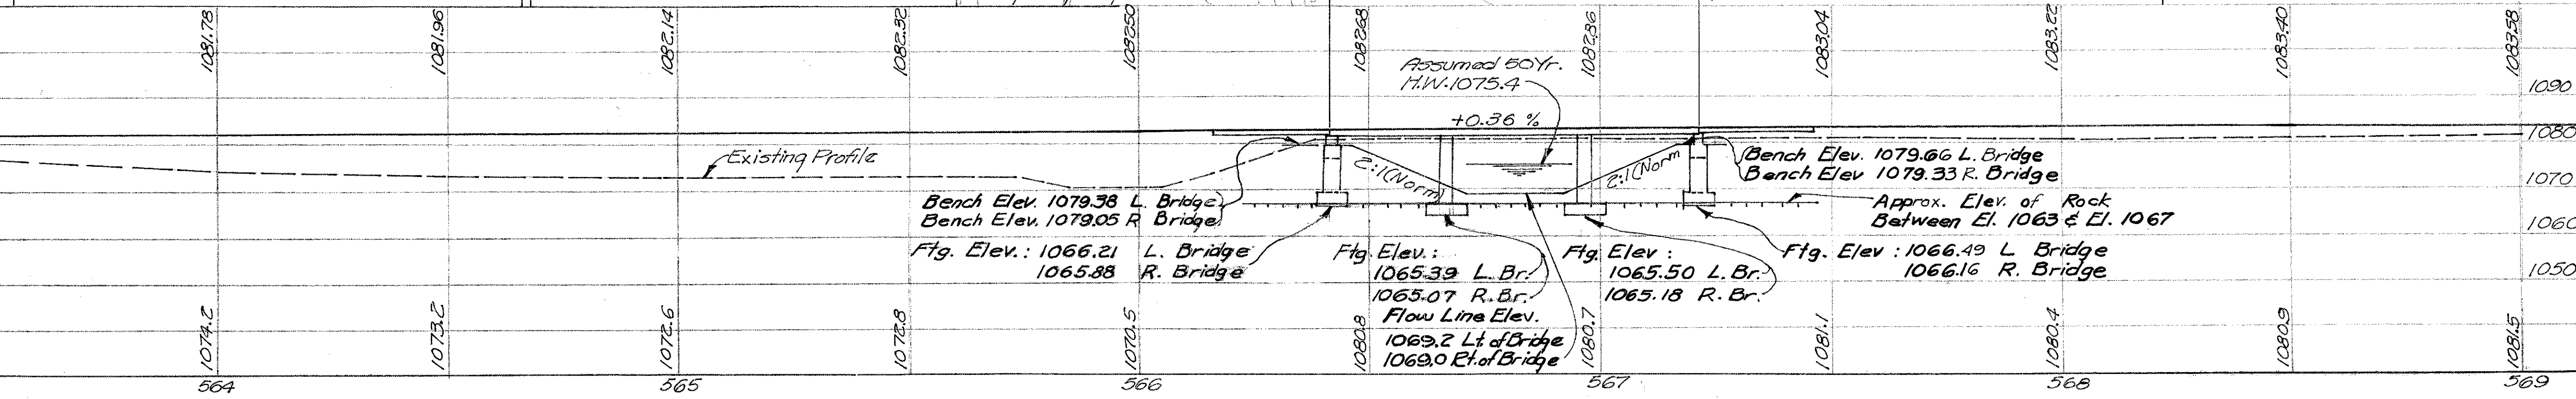 1081.78
1081.96
1082.14
1082.32
1082.50
1082.68
1082.86
1083.04
1083.22
1083.40
1083.58
Assumed 50Yr.
H.W.1075.4
1090
+0.36 %
1080
Existing Profile
2:1(Norm)
2:1(Norm
Bench Elev. 1079.66 L. Bridge
Bench Elev 1079.33 R. Bridge
1070
Bench Elev. 1079.38 L. Bridge
Bench Elev. 1079.05 R Bridge
Approx. Elev. of Rock
Between El. 1063 & El. 1067
1060
Ftg. Elev.: 1066.21 L. Bridge
1065.88 R. Bridge
Ftg. Elev.:
1065.39 L.Br.
1065.07 R.Br.
Ftg. Elev :
1065.50 L.Br.
1065.18 R.Br.
Ftg. Elev : 1066.49 L Bridge
1066.16 R. Bridge
1050
Flow Line Elev.
1069.2 Lt. of Bridge
1069.0 Rt. of Bridge
1074.2
1073.2
1072.6
1072.8
1070.5
1080.8
1080.7
1081.1
1080.4
1080.9
1081.5
564
565
566
567
568
569